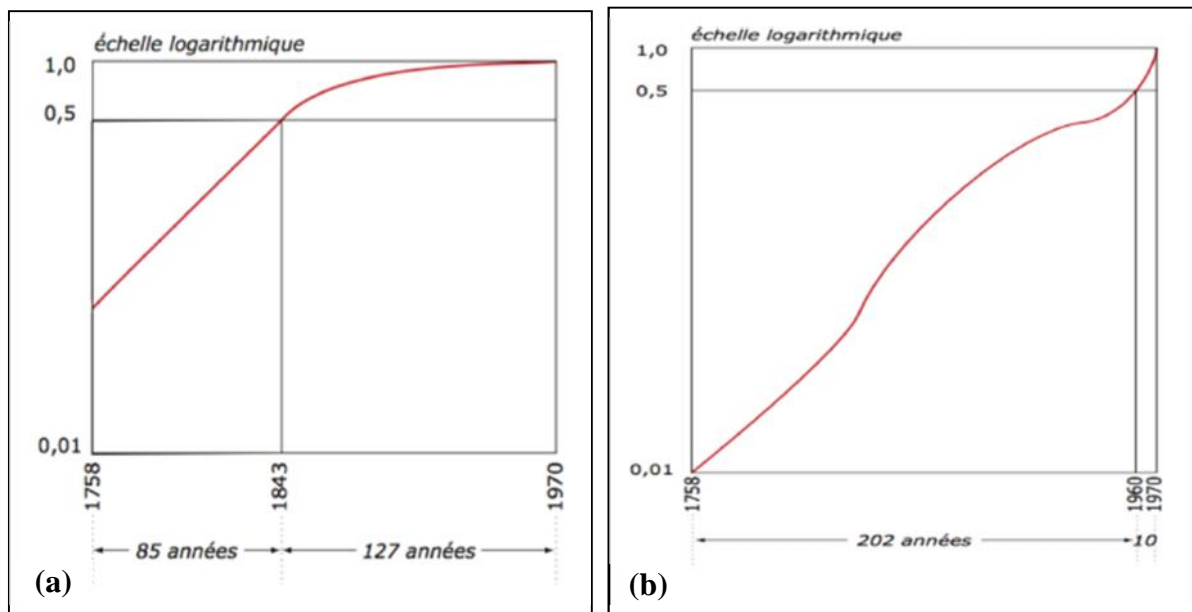 échelle logarithmique
1,0
0,5
0,01
1758
1843
1970
85 années
127 années
(a)
échelle logarithmique
1,0
0,5
0,01
1758
1960
1970
202 années
10
(b)